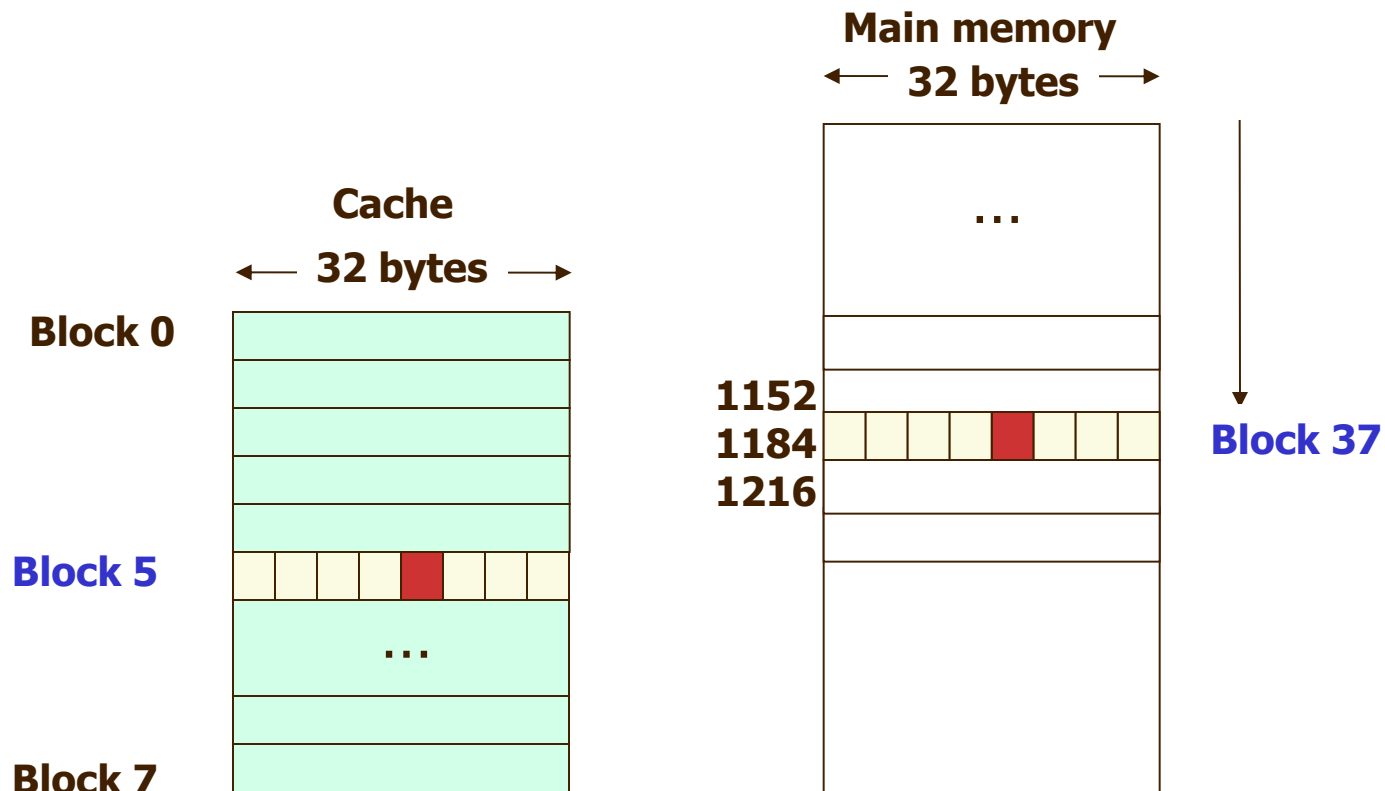 Main memory
32 bytes
...
Cache
32 bytes
Block 0
1152
1184
Block 37
1216
Block 5
...
Block 7